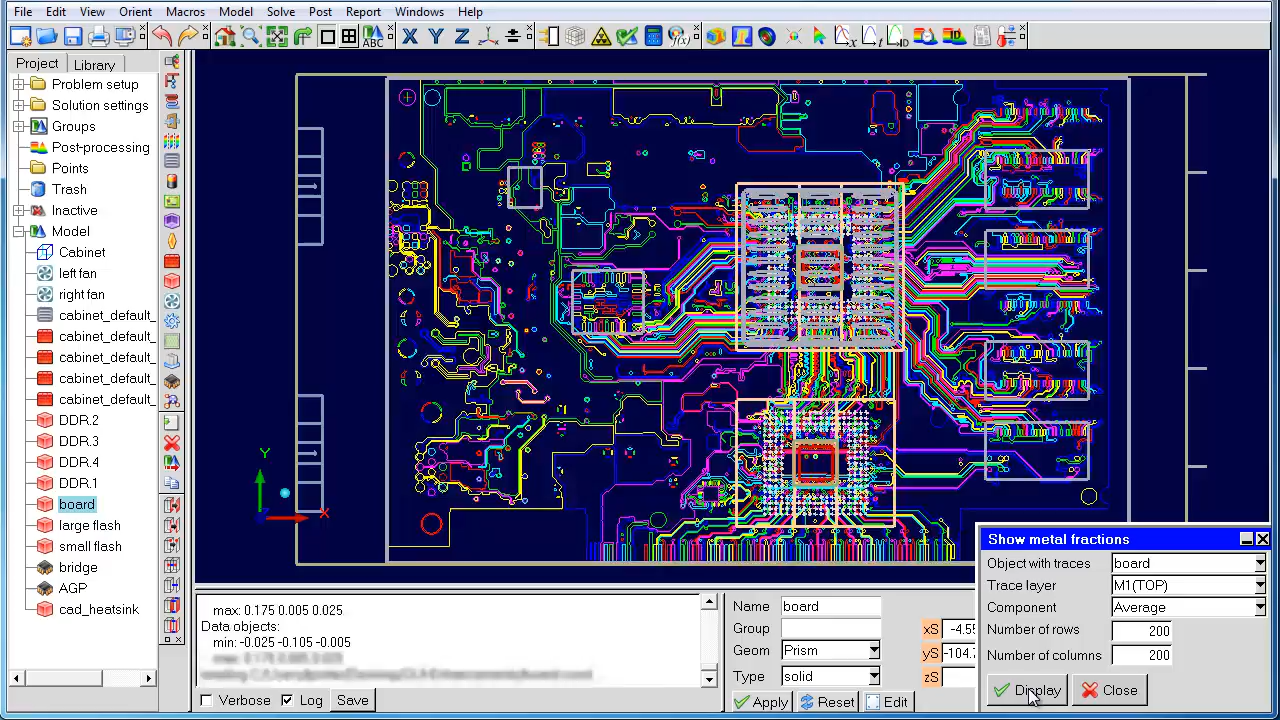 File Edit View Orient Macros Model Solve Post Report Windows Help
ABC X Y Z
Project Library
Problem setup
Solution settings
Groups
Post-processing
Points
Trash
Inactive
Model
Cabinet
left fan
right fan
cabinet_default_
cabinet_default_
cabinet_default_
cabinet_default_
cabinet_default_
DDR.2
DDR.3
DDR.4
DDR.1
board
large flash
small flash
bridge
AGP
cad_heatsink
Y
X
max: 0.175 0.005 0.025
Data objects:
min: -0.025 -0.105 -0.005
Verbose Log Save
Name board
Group
Geom Prism
Type solid
Apply Reset Edit
xS -4.55
yS -104.7
zS
Show metal fractions
Object with traces board
Trace layer M1(TOP)
Component Average
Number of rows 200
Number of columns 200
Display Close